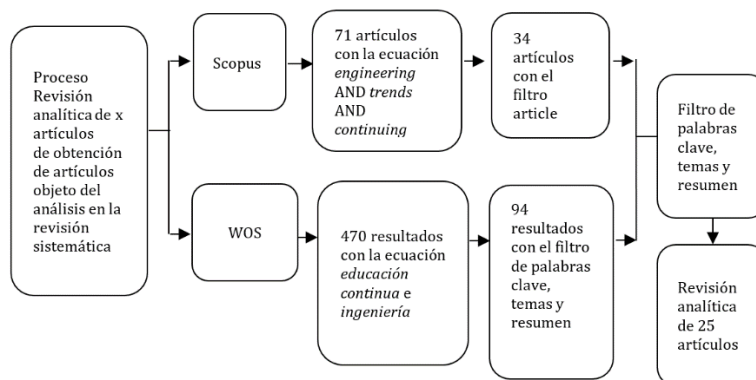 Proceso
Revisión
analítica de x
artículos
de obtención
de artículos
objeto del
análisis en la
revisión
sistemática
Scopus
71 artículos
con la ecuación
engineering
AND trends
AND
continuing
34
artículos
con el
filtro
article
WOS
470 resultados
con la ecuación
educación
continua e
ingeniería
94
resultados
con el filtro
de palabras
clave,
temas y
resumen
Filtro de
palabras
clave,
temas y
resumen
Revisión
analítica
de 25
artículos